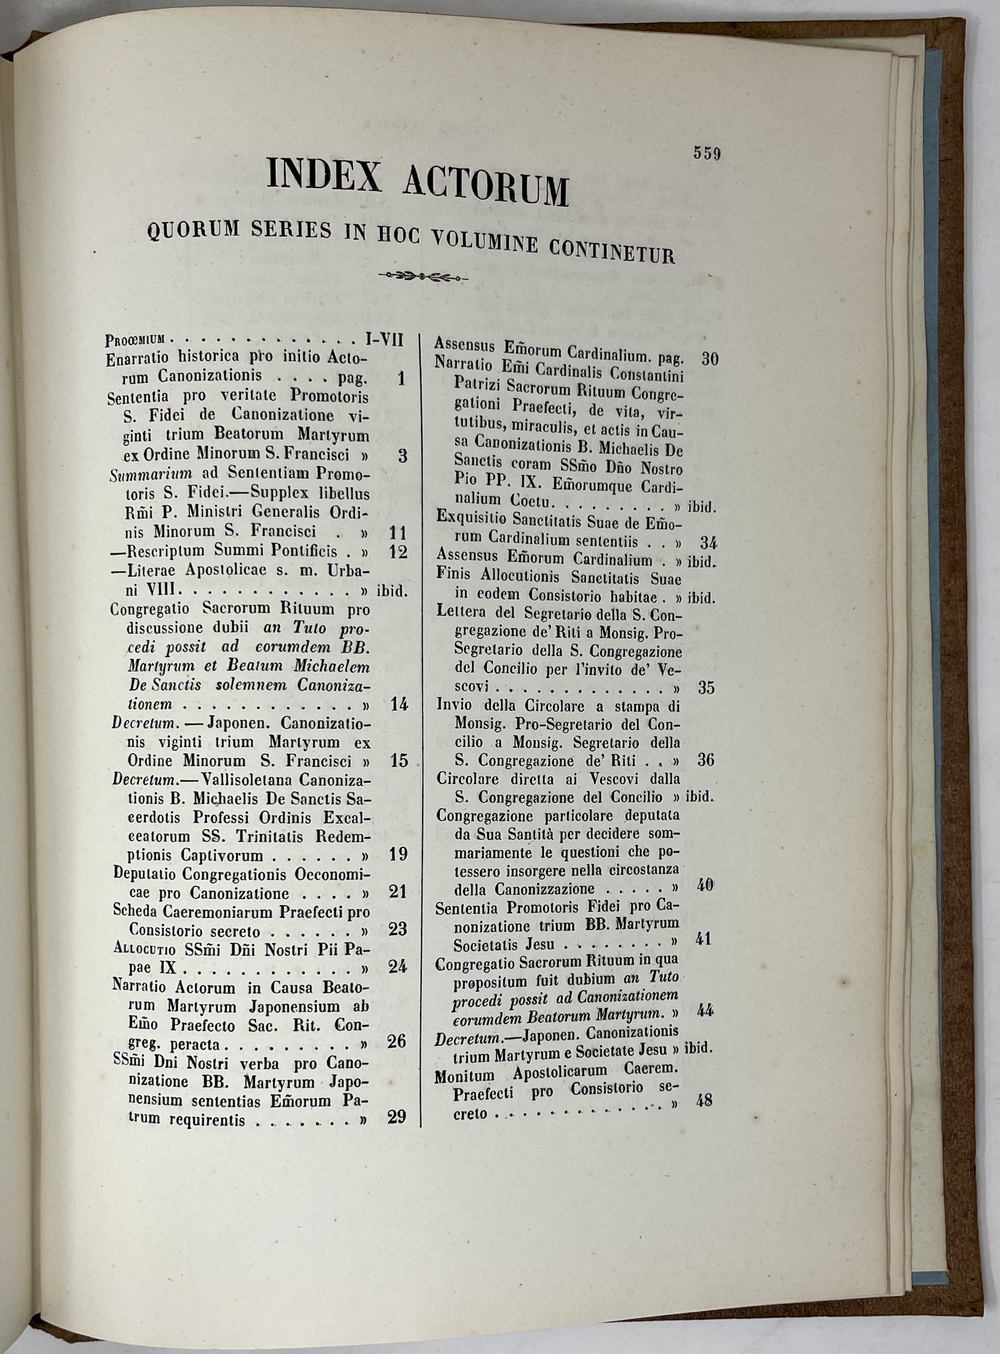 559
INDEX ACTORUM
QUORUM SERIES IN HOC VOLUMINE CONTINETUR
Prooemium . . . . . . . . . . . . . I-VII
Enarratio historica pro initio Acto-
rum Canonizationis . . . . pag. 1
Sententia pro veritate Promotoris
S. Fidei de Canonizatione vi-
ginti trium Beatorum Martyrum
ex Ordine Minorum S. Francisci » 3
Summarium ad Sententiam Promo-
toris S. Fidei.—Supplex libellus
Rm̃i P. Ministri Generalis Ordi-
nis Minorum S. Francisci . » 11
—Rescriptum Summi Pontificis . » 12
—Literae Apostolicae s. m. Urba-
ni VIII. . . . . . . . . . . . . » ibid.
Congregatio Sacrorum Rituum pro
discussione dubii an Tuto pro-
cedi possit ad eorumdem BB.
Martyrum et Beatum Michaelem
De Sanctis solemnem Canoniza-
tionem . . . . . . . . . . . . » 14
Decretum. — Japonen. Canonizatio-
nis viginti trium Martyrum ex
Ordine Minorum S. Francisci » 15
Decretum.—Vallisoletana Canoniza-
tionis B. Michaelis De Sanctis Sa-
cerdotis Professi Ordinis Excal-
ceatorum SS. Trinitatis Redem-
ptionis Captivorum . . . . . . » 19
Deputatio Congregationis Oeconomi-
cae pro Canonizatione . . . . » 21
Scheda Caeremoniarum Praefecti pro
Consistorio secreto . . . . . . » 23
Allocutio SSm̃i Dñi Nostri Pii Pa-
pae IX . . . . . . . . . . . . » 24
Narratio Actorum in Causa Beato-
rum Martyrum Japonensium ab
Em̃o Praefecto Sac. Rit. Con-
greg. peracta . . . . . . . . . » 26
SSm̃i Dni Nostri verba pro Cano-
nizatione BB. Martyrum Japo-
nensium sententias Em̃orum Pa-
trum requirentis . . . . . . . » 29
Assensus Em̃orum Cardinalium. pag. 30
Narratio Em̃i Cardinalis Constantini
Patrizi Sacrorum Rituum Congre-
gationi Praefecti, de vita, vir-
tutibus, miraculis, et actis in Cau-
sa Canonizationis B. Michaelis De
Sanctis coram SSm̃o Dño Nostro
Pio PP. IX. Em̃orumque Cardi-
nalium Coetu. . . . . . . . . . » ibid.
Exquisitio Sanctitatis Suae de Em̃o-
rum Cardinalium sententiis . . » 34
Assensus Em̃orum Cardinalium . » ibid.
Finis Allocutionis Sanctitatis Suae
in eodem Consistorio habitae . » ibid.
Lettera del Segretario della S. Con-
gregazione de' Riti a Monsig. Pro-
Segretario della S. Congregazione
del Concilio per l'invito de' Ve-
scovi . . . . . . . . . . . . . » 35
Invio della Circolare a stampa di
Monsig. Pro-Segretario del Con-
cilio a Monsig. Segretario della
S. Congregazione de' Riti . . » 36
Circolare diretta ai Vescovi dalla
S. Congregazione del Concilio » ibid.
Congregazione particolare deputata
da Sua Santità per decidere som-
mariamente le questioni che po-
tessero insorgere nella circostanza
della Canonizzazione . . . . . » 40
Sententia Promotoris Fidei pro Ca-
nonizatione trium BB. Martyrum
Societatis Jesu . . . . . . . . » 41
Congregatio Sacrorum Rituum in qua
propositum fuit dubium an Tuto
procedi possit ad Canonizationem
eorumdem Beatorum Martyrum. » 44
Decretum.—Japonen. Canonizationis
trium Martyrum e Societate Jesu » ibid.
Monitum Apostolicarum Caerem.
Praefecti pro Consistorio se-
creto . . . . . . . . . . . . . » 48